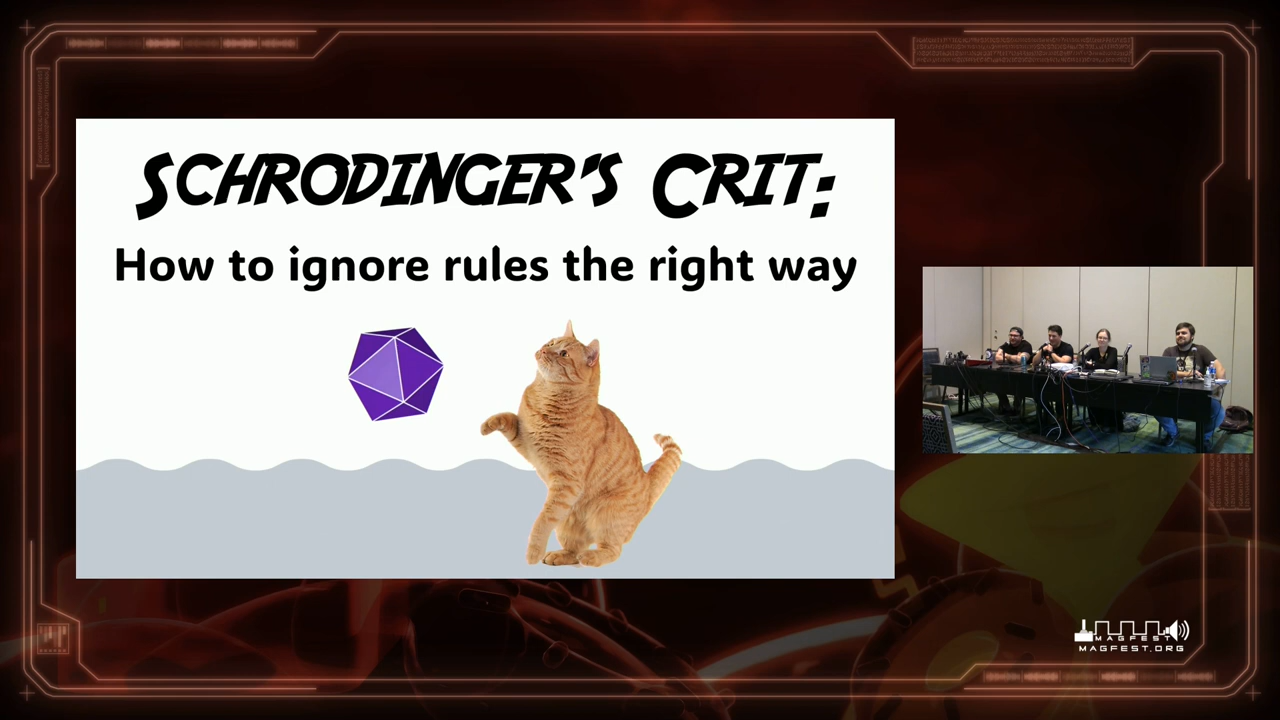 SCHRODINGER'S CRIT:
How to ignore rules the right way
MAGFEST
MAGFEST.ORG